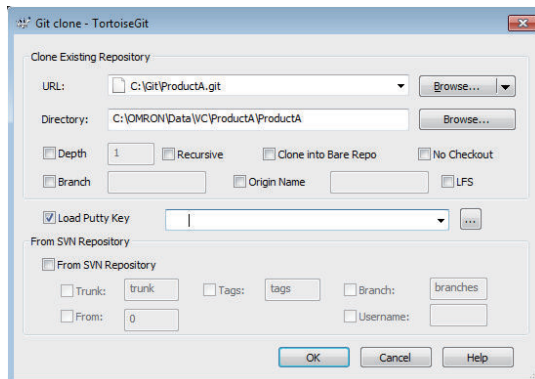 Git clone - TortoiseGit
Clone Existing Repository
URL: C:\Git\ProductA.git Browse...
Directory: C:\OMRON\Data\VC\ProductA\ProductA Browse...
Depth 1 Recursive Clone into Bare Repo No Checkout
Branch Origin Name LFS
Load Putty Key ...
From SVN Repository
From SVN Repository
Trunk: trunk Tags: tags Branch: branches
From: 0 Username:
OK Cancel Help